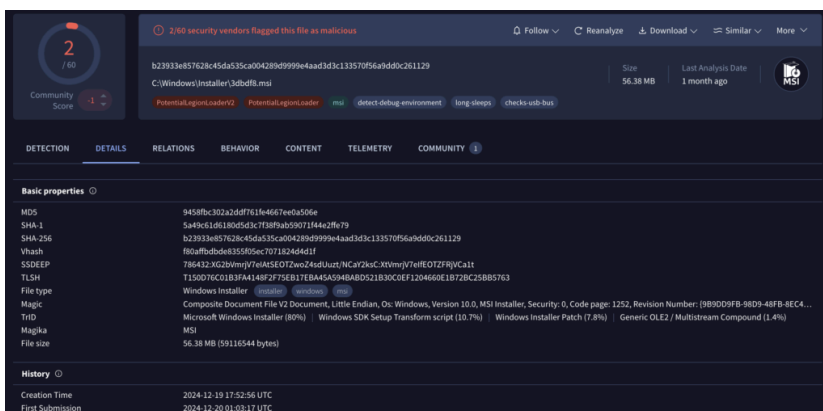 2
/ 60
Community Score
-1
2/60 security vendors flagged this file as malicious
Follow
Reanalyze
Download
Similar
More
b23933e857628c45da535ca004289d9999e4aad3d3c133570f56a9dd0c261129
C:\Windows\Installer\3dbdf8.msi
Size
56.38 MB
Last Analysis Date
1 month ago
MSI
PotentialLegionLoaderV2 PotentialLegionLoader msi detect-debug-environment long-sleeps checks-usb-bus
DETECTION DETAILS RELATIONS BEHAVIOR CONTENT TELEMETRY COMMUNITY 1
Basic properties
MD5 9458fbc302a2ddf761fe4667ee0a506e
SHA-1 5a49c61d6180d5d3c7f38f9ab59071f44e2ffe79
SHA-256 b23933e857628c45da535ca004289d9999e4aad3d3c133570f56a9dd0c261129
Vhash f80affbdbde8355f05ec7071824d4d1f
SSDEEP 786432:XG2bVmrjV7eIAtSEOTZwoZ4sdUuzt/NCaY2ksC:XtVmrjV7eIfEOTZFRjVCa1t
TLSH T150D76C01B3FA4148F2F75EB17EBA45A594BABD521B30C0EF1204660E1B72BC25BB5763
File type Windows Installer installer windows msi
Magic Composite Document File V2 Document, Little Endian, Os: Windows, Version 10.0, MSI Installer, Security: 0, Code page: 1252, Revision Number: {9B9DD9FB-98D9-48FB-8EC4...
TrID Microsoft Windows Installer (80%) | Windows SDK Setup Transform script (10.7%) | Windows Installer Patch (7.8%) | Generic OLE2 / Multistream Compound (1.4%)
Magika MSI
File size 56.38 MB (59116544 bytes)
History
Creation Time 2024-12-19 17:52:56 UTC
First Submission 2024-12-20 01:03:17 UTC